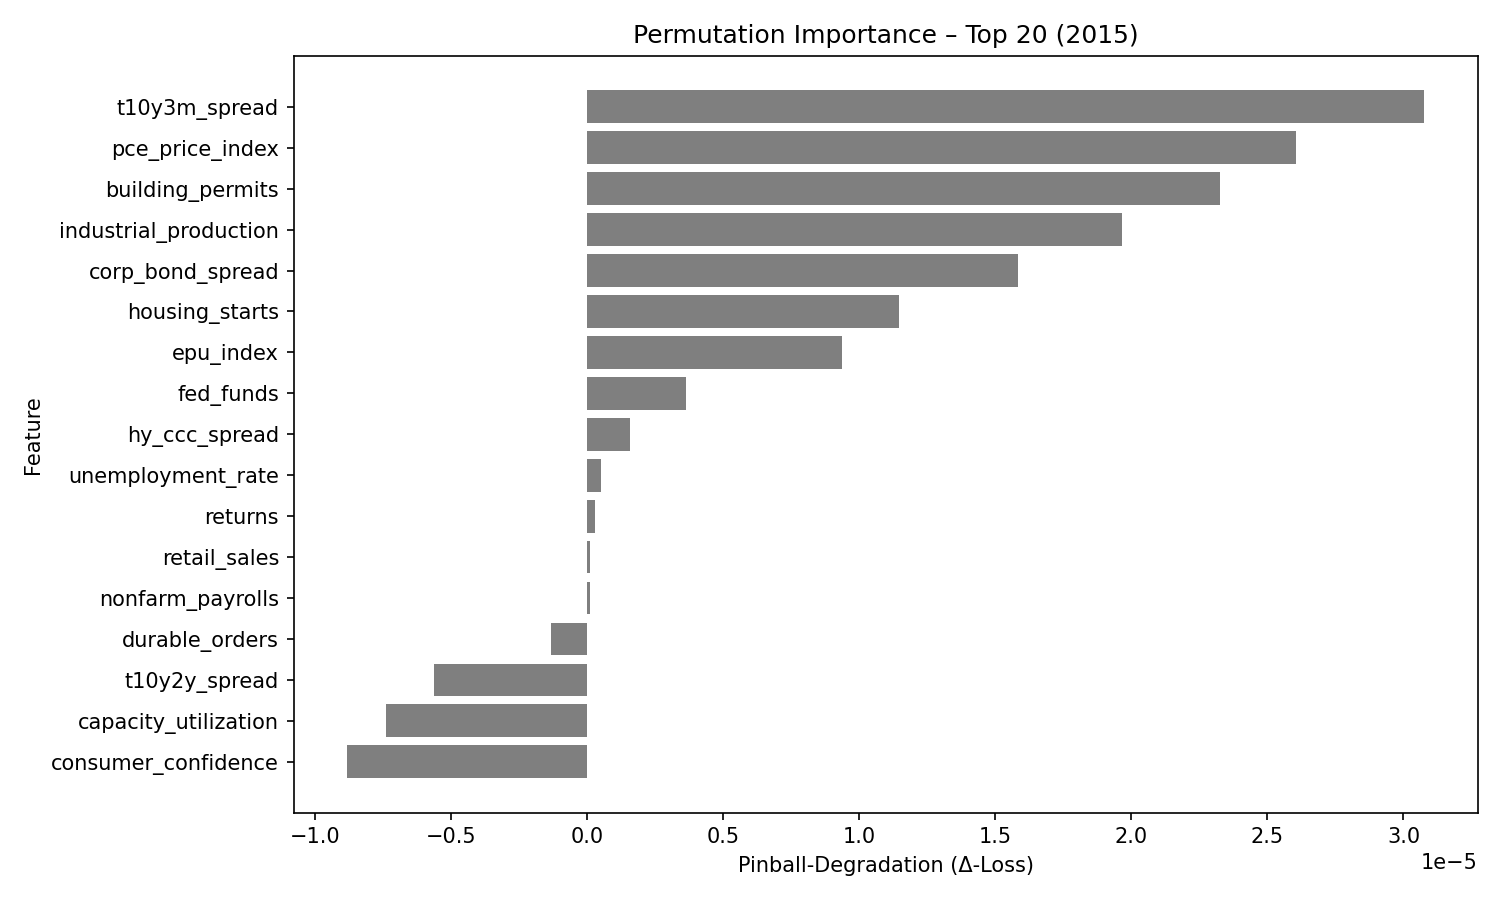 Permutation Importance – Top 20 (2015)
Feature
t10y3m_spread
pce_price_index
building_permits
industrial_production
corp_bond_spread
housing_starts
epu_index
fed_funds
hy_ccc_spread
unemployment_rate
returns
retail_sales
nonfarm_payrolls
durable_orders
t10y2y_spread
capacity_utilization
consumer_confidence
−1.0 −0.5 0.0 0.5 1.0 1.5 2.0 2.5 3.0
1e−5
Pinball-Degradation (Δ-Loss)